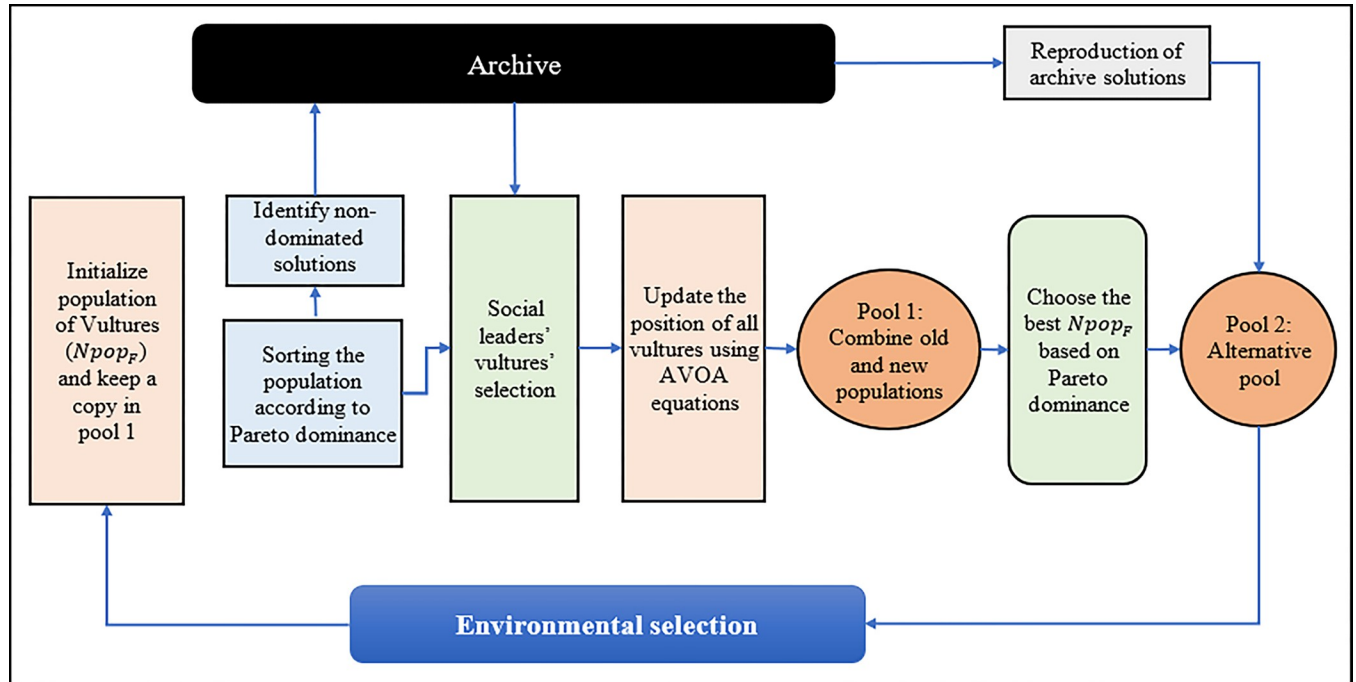 Archive
Reproduction of
archive solutions
Initialize
population
of Vultures
(𝑁𝑝𝑜𝑝_F)
and keep a
copy in
pool 1
Identify non-
dominated
solutions
Sorting the
population
according to
Pareto dominance
Social
leaders’
vultures’
selection
Update the
position of all
vultures using
AVOA
equations
Pool 1:
Combine old
and new
populations
Choose the
best 𝑁𝑝𝑜𝑝_F
based on
Pareto
dominance
Pool 2:
Alternative
pool
Environmental selection